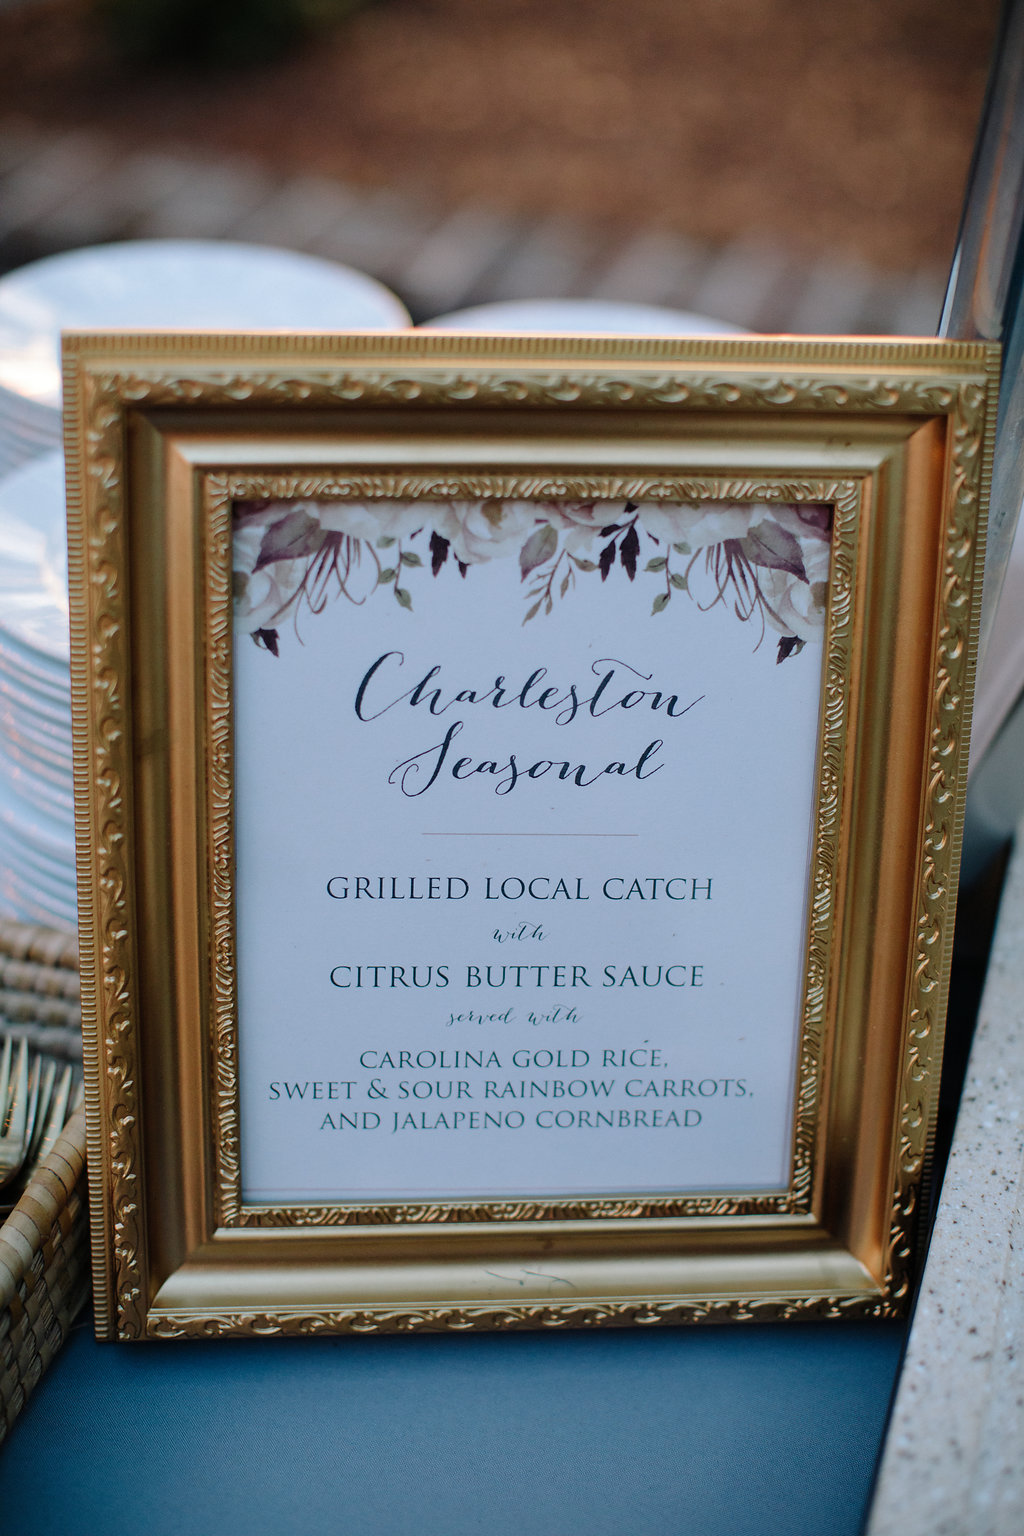 Charleston
Seasonal
GRILLED LOCAL CATCH
with
CITRUS BUTTER SAUCE
served with
CAROLINA GOLD RICE,
SWEET & SOUR RAINBOW CARROTS,
AND JALAPENO CORNBREAD